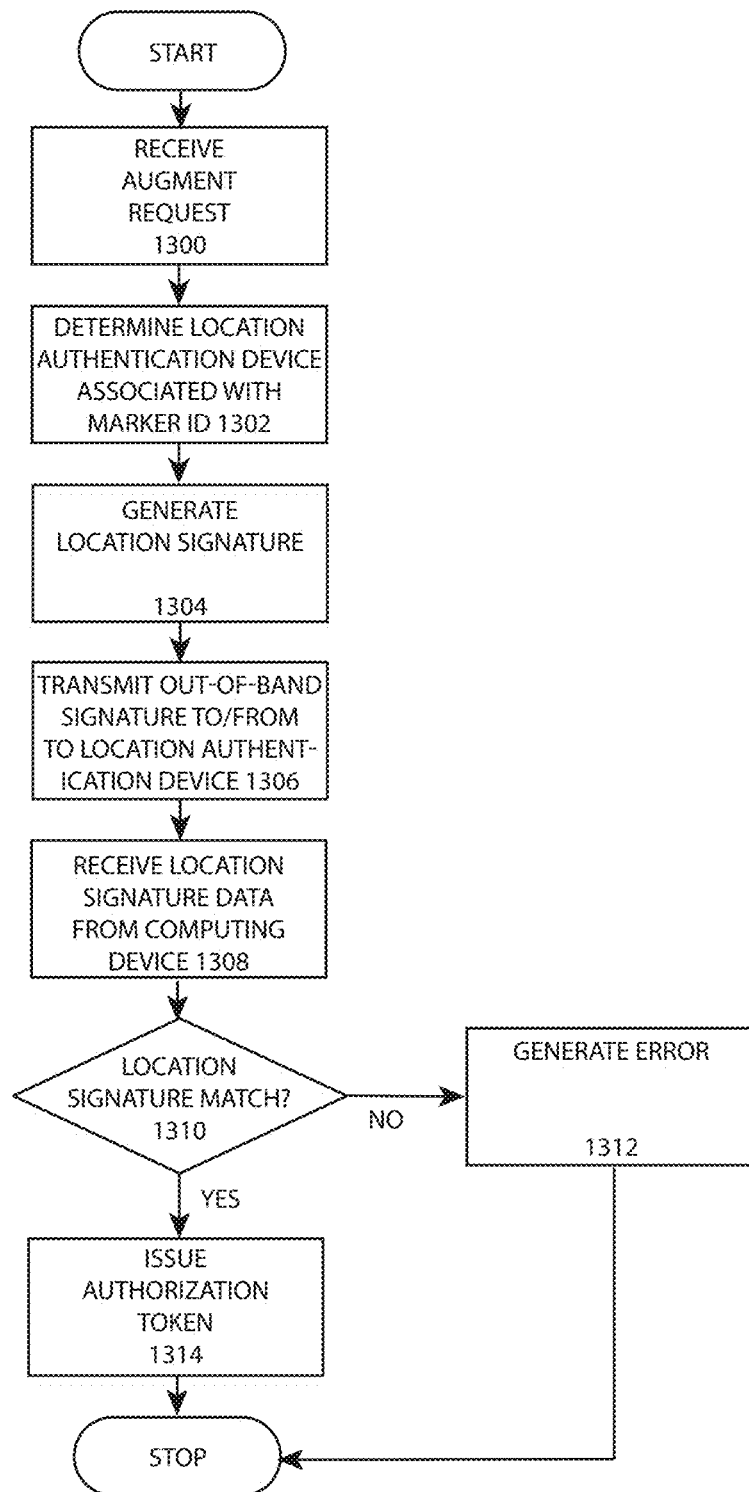 START
RECEIVE
AUGMENT
REQUEST
1300
DETERMINE LOCATION
AUTHENTICATION DEVICE
ASSOCIATED WITH
MARKER ID 1302
GENERATE
LOCATION SIGNATURE
1304
TRANSMIT OUT-OF-BAND
SIGNATURE TO/FROM
TO LOCATION AUTHENT-
ICATION DEVICE 1306
RECEIVE LOCATION
SIGNATURE DATA
FROM COMPUTING
DEVICE 1308
LOCATION
SIGNATURE MATCH?
1310
NO
GENERATE ERROR
1312
YES
ISSUE
AUTHORIZATION
TOKEN
1314
STOP